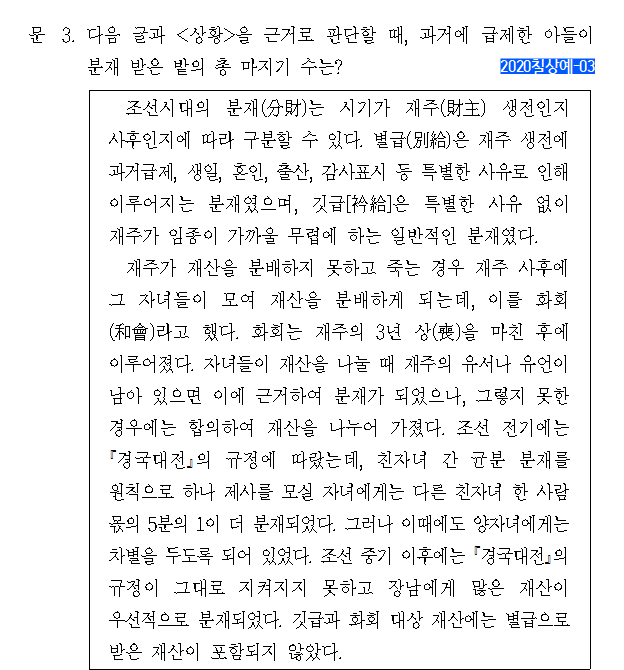 문 3. 다음 글과 <상황>을 근거로 판단할 때, 과거에 급제한 아들이
분재 받은 밭의 총 마지기 수는?
2020칠상예-03
조선시대의 분재(分財)는 시기가 재주(財主) 생전인지
사후인지에 따라 구분할 수 있다. 별급(別給)은 재주 생전에
과거급제, 생일, 혼인, 출산, 감사표시 등 특별한 사유로 인해
이루어지는 분재였으며, 깃급[衿給]은 특별한 사유 없이
재주가 임종이 가까울 무렵에 하는 일반적인 분재였다.
재주가 재산을 분배하지 못하고 죽는 경우 재주 사후에
그 자녀들이 모여 재산을 분배하게 되는데, 이를 화회
(和會)라고 했다. 화회는 재주의 3년 상(喪)을 마친 후에
이루어졌다. 자녀들이 재산을 나눌 때 재주의 유서나 유언이
남아 있으면 이에 근거하여 분재가 되었으나, 그렇지 못한
경우에는 합의하여 재산을 나누어 가졌다. 조선 전기에는
『경국대전』의 규정에 따랐는데, 친자녀 간 균분 분재를
원칙으로 하나 제사를 모실 자녀에게는 다른 친자녀 한 사람
몫의 5분의 1이 더 분재되었다. 그러나 이때에도 양자녀에게는
차별을 두도록 되어 있었다. 조선 중기 이후에는 『경국대전』의
규정이 그대로 지켜지지 못하고 장남에게 많은 재산이
우선적으로 분재되었다. 깃급과 화회 대상 재산에는 별급으로
받은 재산이 포함되지 않았다.